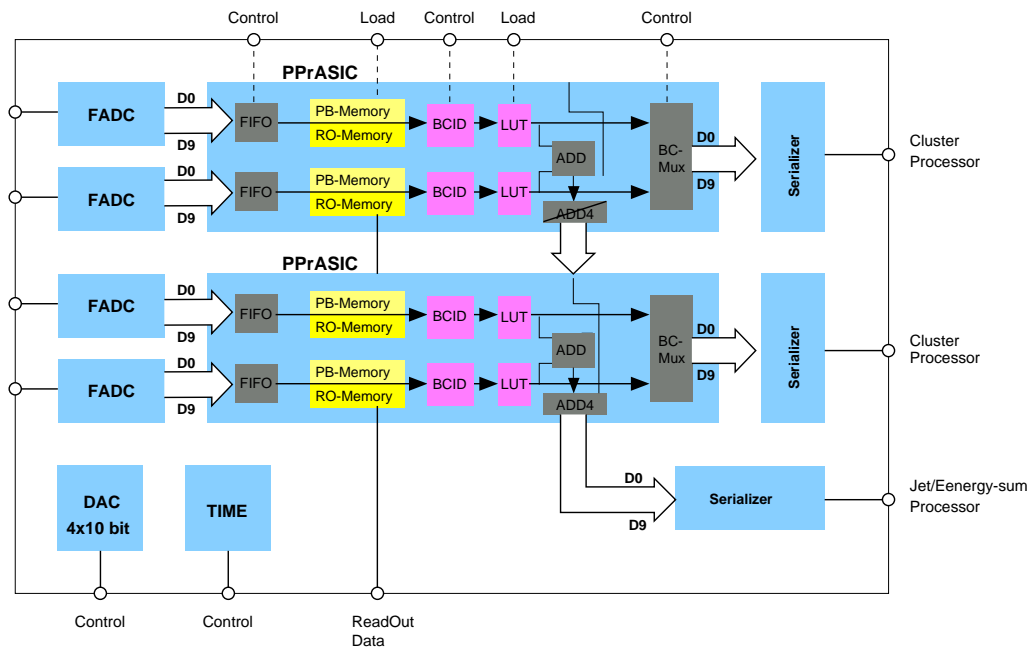 Control
Load
Control
Load
Control
PPrASIC
FADC
D0
D9
FIFO
PB-Memory
RO-Memory
BCID
LUT
ADD
BC-
Mux
D0
D9
Serializer
Cluster
Processor
FADC
D0
D9
FIFO
PB-Memory
RO-Memory
BCID
LUT
ADD4
PPrASIC
FADC
D0
D9
FIFO
PB-Memory
RO-Memory
BCID
LUT
ADD
BC-
Mux
D0
D9
Serializer
Cluster
Processor
FADC
D0
D9
FIFO
PB-Memory
RO-Memory
BCID
LUT
ADD4
DAC
4x10 bit
TIME
D0
D9
Serializer
Jet/Eenergy-sum
Processor
Control
Control
ReadOut
Data